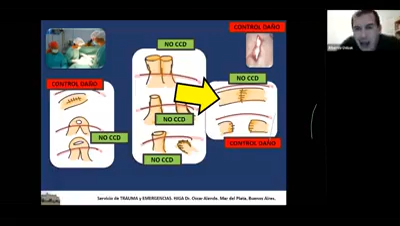 NO CCD
CONTROL DAÑO
CONTROL DAÑO
NO CCD
NO CCD
NO CCD
NO CCD
CONTROL DAÑO
Servicio de TRAUMA y EMERGENCIAS. HIGA Dr. Oscar Alende. Mar del Plata, Buenos Aires.